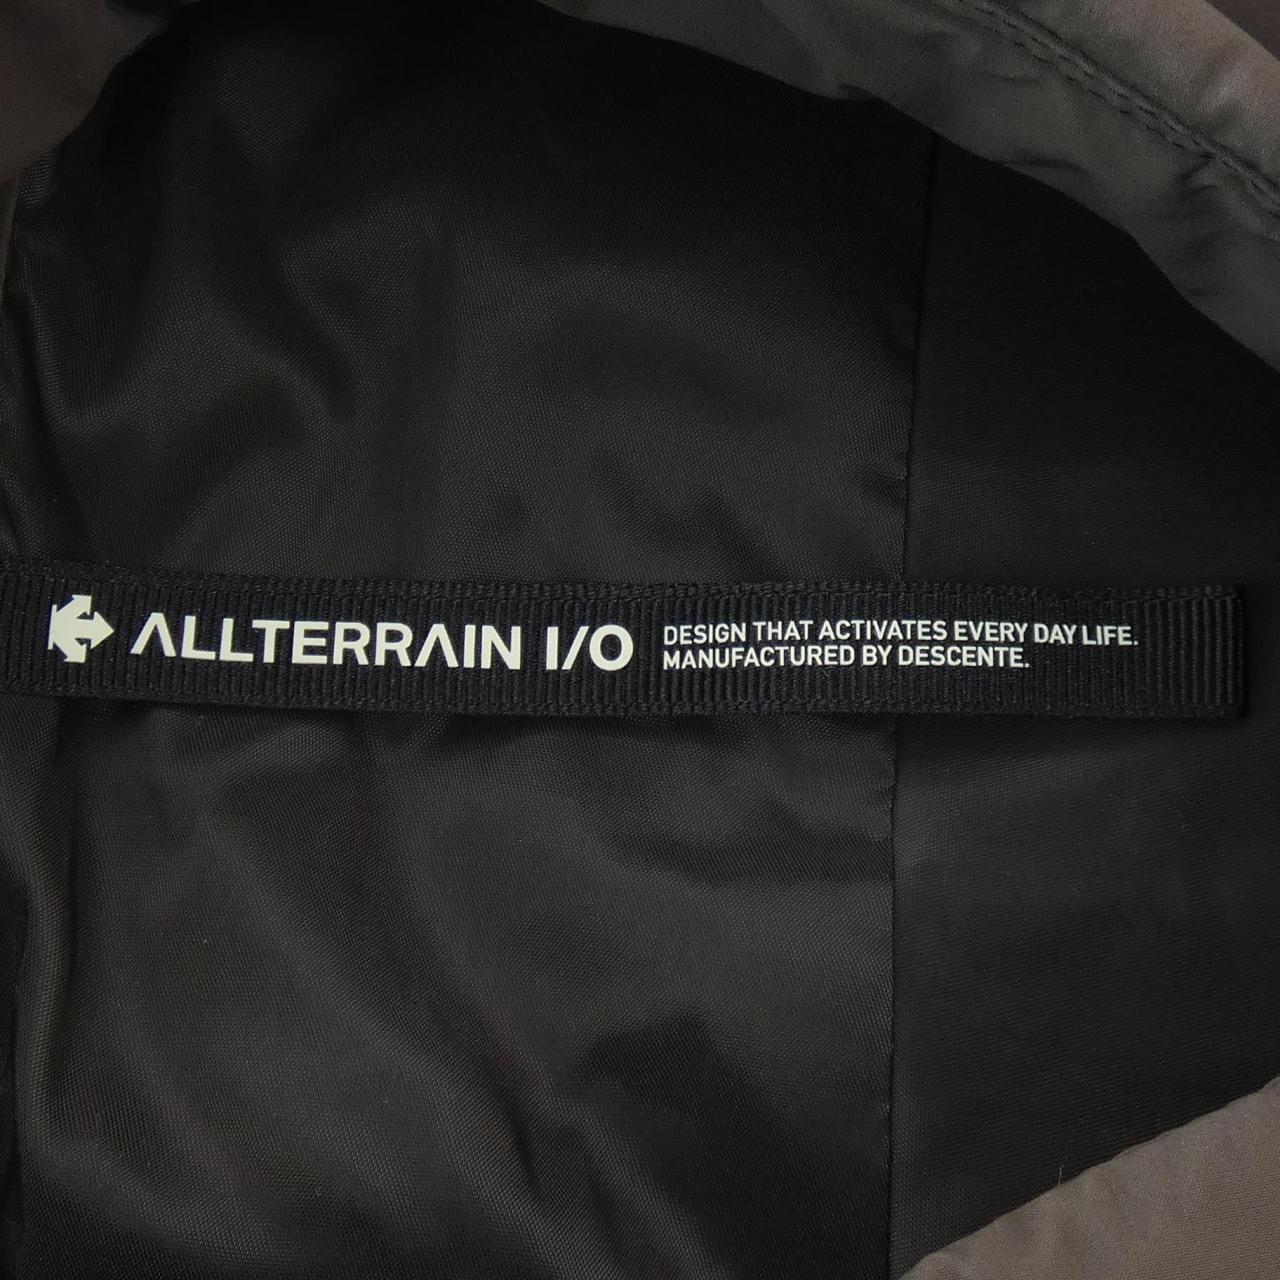 ALLTERRAIN I/O
DESIGN THAT ACTIVATES EVERY DAY LIFE.
MANUFACTURED BY DESCENTE.